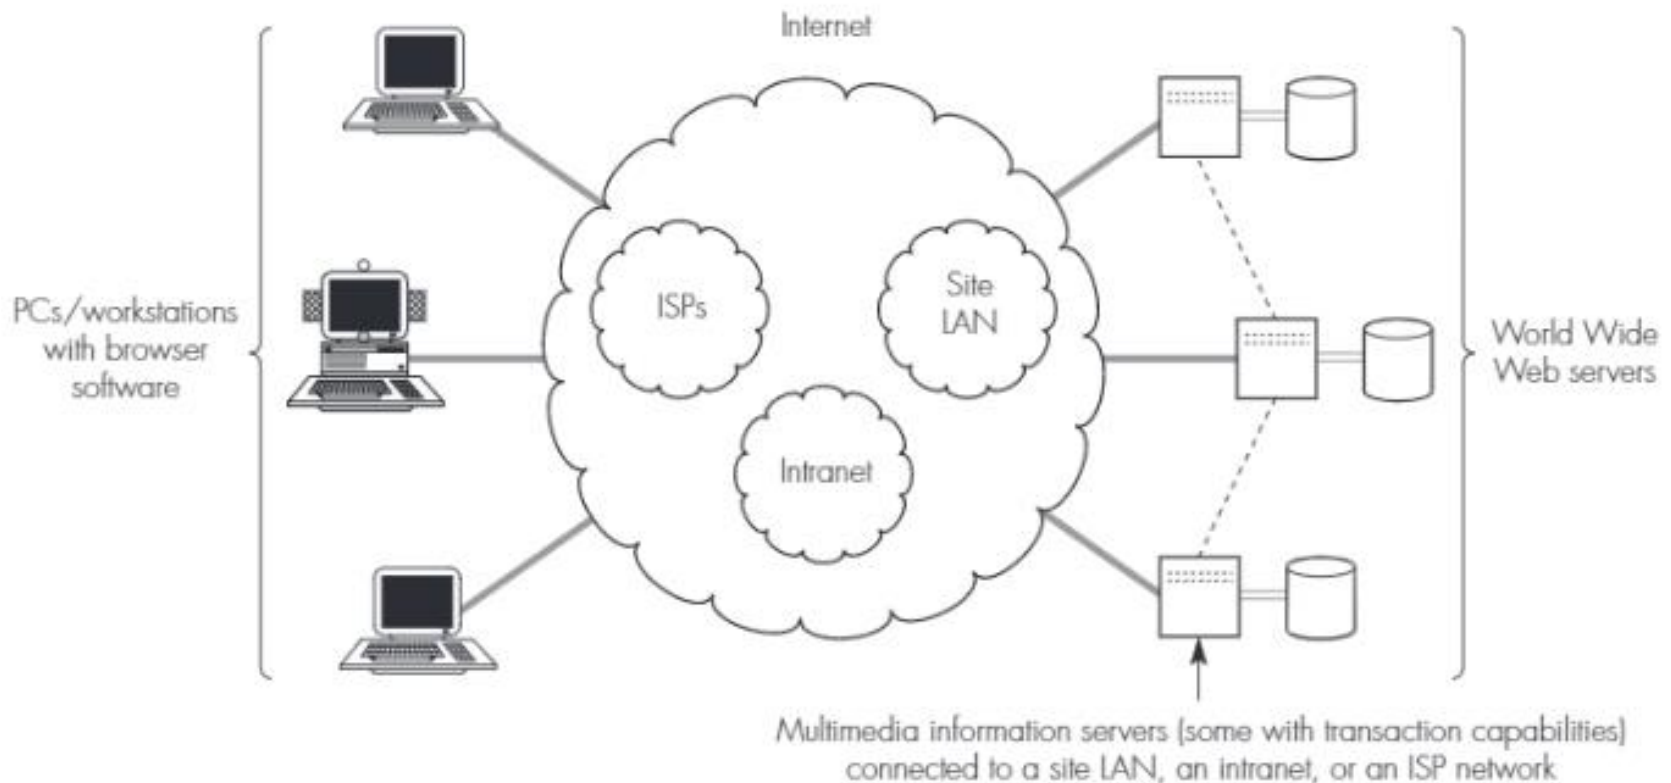 Internet
PCs/workstations
with browser
software
ISPs
Site
LAN
Intranet
World Wide
Web servers
Multimedia information servers (some with transaction capabilities)
connected to a site LAN, an intranet, or an ISP network